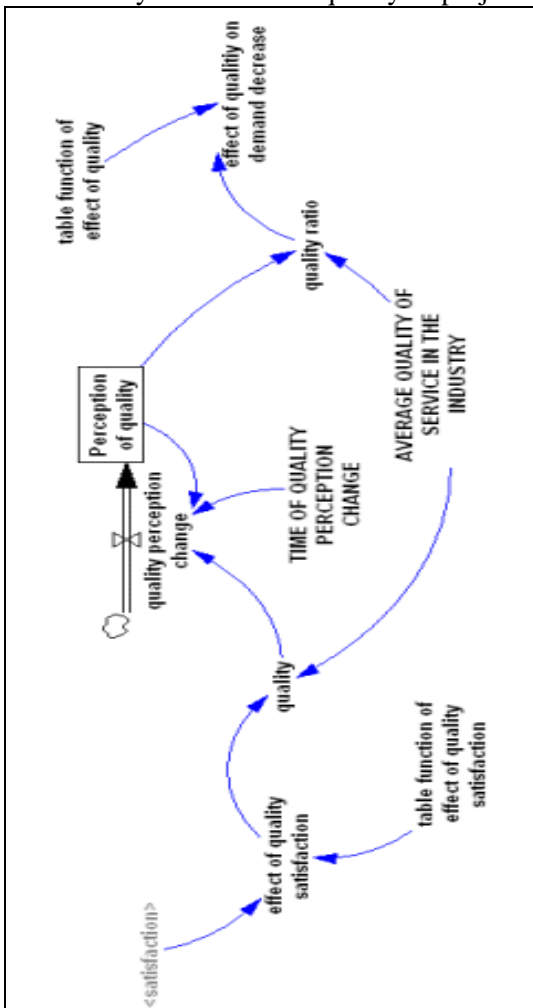 <satisfaction>
effect of quality
satisfaction
table function of
effect of quality
satisfaction
quality
quality perception
change
TIME OF QUALITY
PERCEPTION
CHANGE
Perception
of quality
AVERAGE QUALITY OF
SERVICE IN THE
INDUSTRY
quality ratio
table function of
effect of quality
effect of qualitiy on
demand decrease